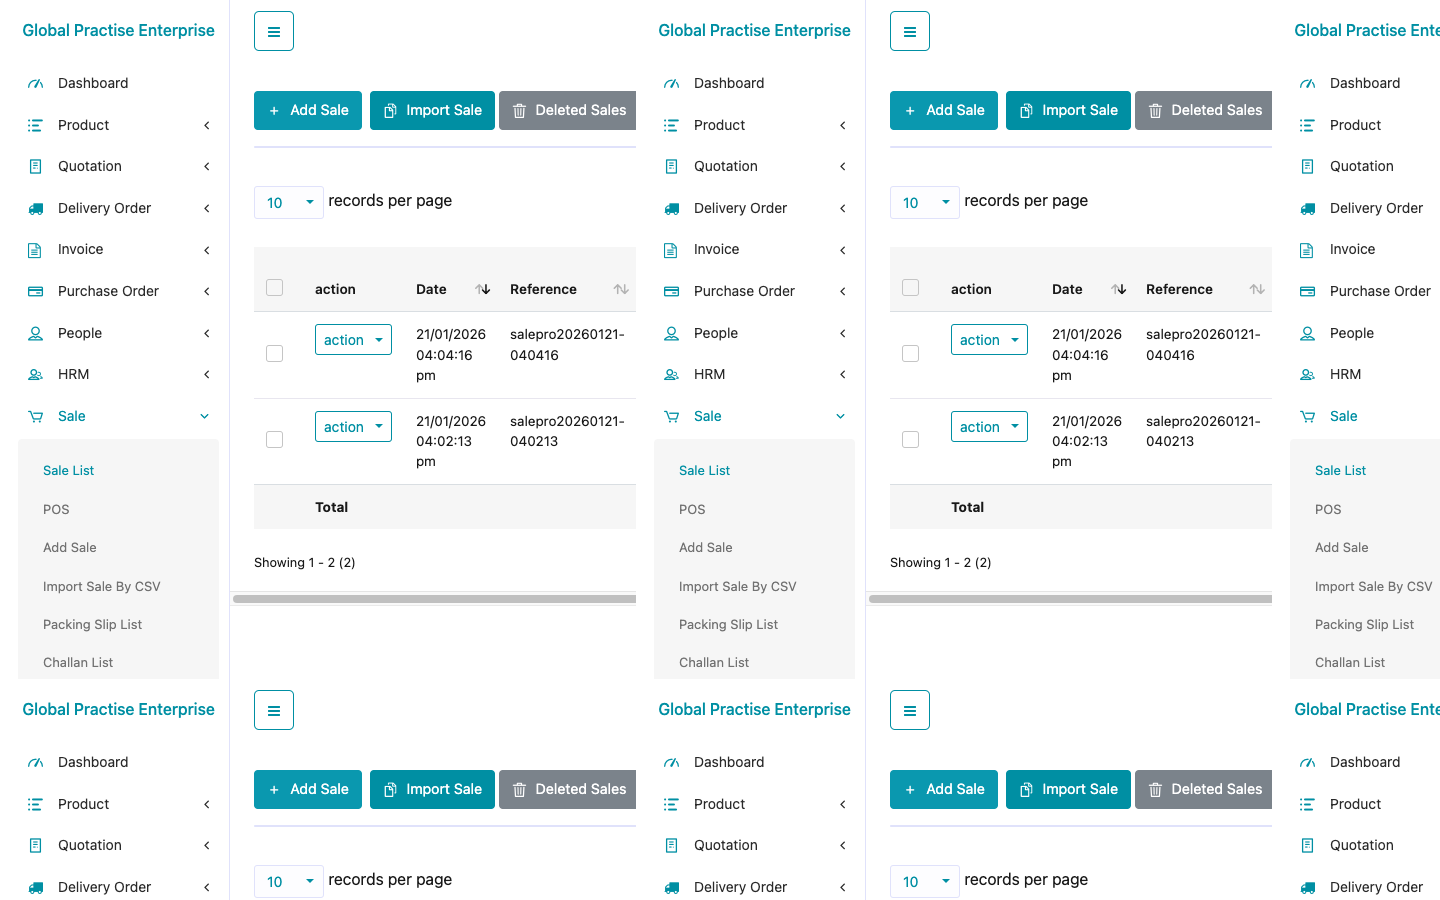 Global Practise Enterprise
Dashboard
Product
Quotation
Delivery Order
Invoice
Purchase Order
People
HRM
Sale
Sale List
POS
Add Sale
Import Sale By CSV
Packing Slip List
Challan List
+ Add Sale
Import Sale
Deleted Sales
10 records per page
action Date Reference
action 21/01/2026 04:04:16 pm salepro20260121-040416
action 21/01/2026 04:02:13 pm salepro20260121-040213
Total
Showing 1 - 2 (2)
Global Practise Enterprise
Dashboard
Product
Quotation
Delivery Order
Invoice
Purchase Order
People
HRM
Sale
Sale List
POS
Add Sale
Import Sale By CSV
Packing Slip List
Challan List
+ Add Sale
Import Sale
Deleted Sales
10 records per page
action Date Reference
action 21/01/2026 04:04:16 pm salepro20260121-040416
action 21/01/2026 04:02:13 pm salepro20260121-040213
Total
Showing 1 - 2 (2)
Global Practise Ente
Dashboard
Product
Quotation
Delivery Order
Invoice
Purchase Order
People
HRM
Sale
Sale List
POS
Add Sale
Import Sale By CSV
Packing Slip List
Challan List
Global Practise Enterprise
Dashboard
Product
Quotation
Delivery Order
+ Add Sale
Import Sale
Deleted Sales
10 records per page
Global Practise Enterprise
Dashboard
Product
Quotation
Delivery Order
+ Add Sale
Import Sale
Deleted Sales
10 records per page
Global Practise Ente
Dashboard
Product
Quotation
Delivery Order